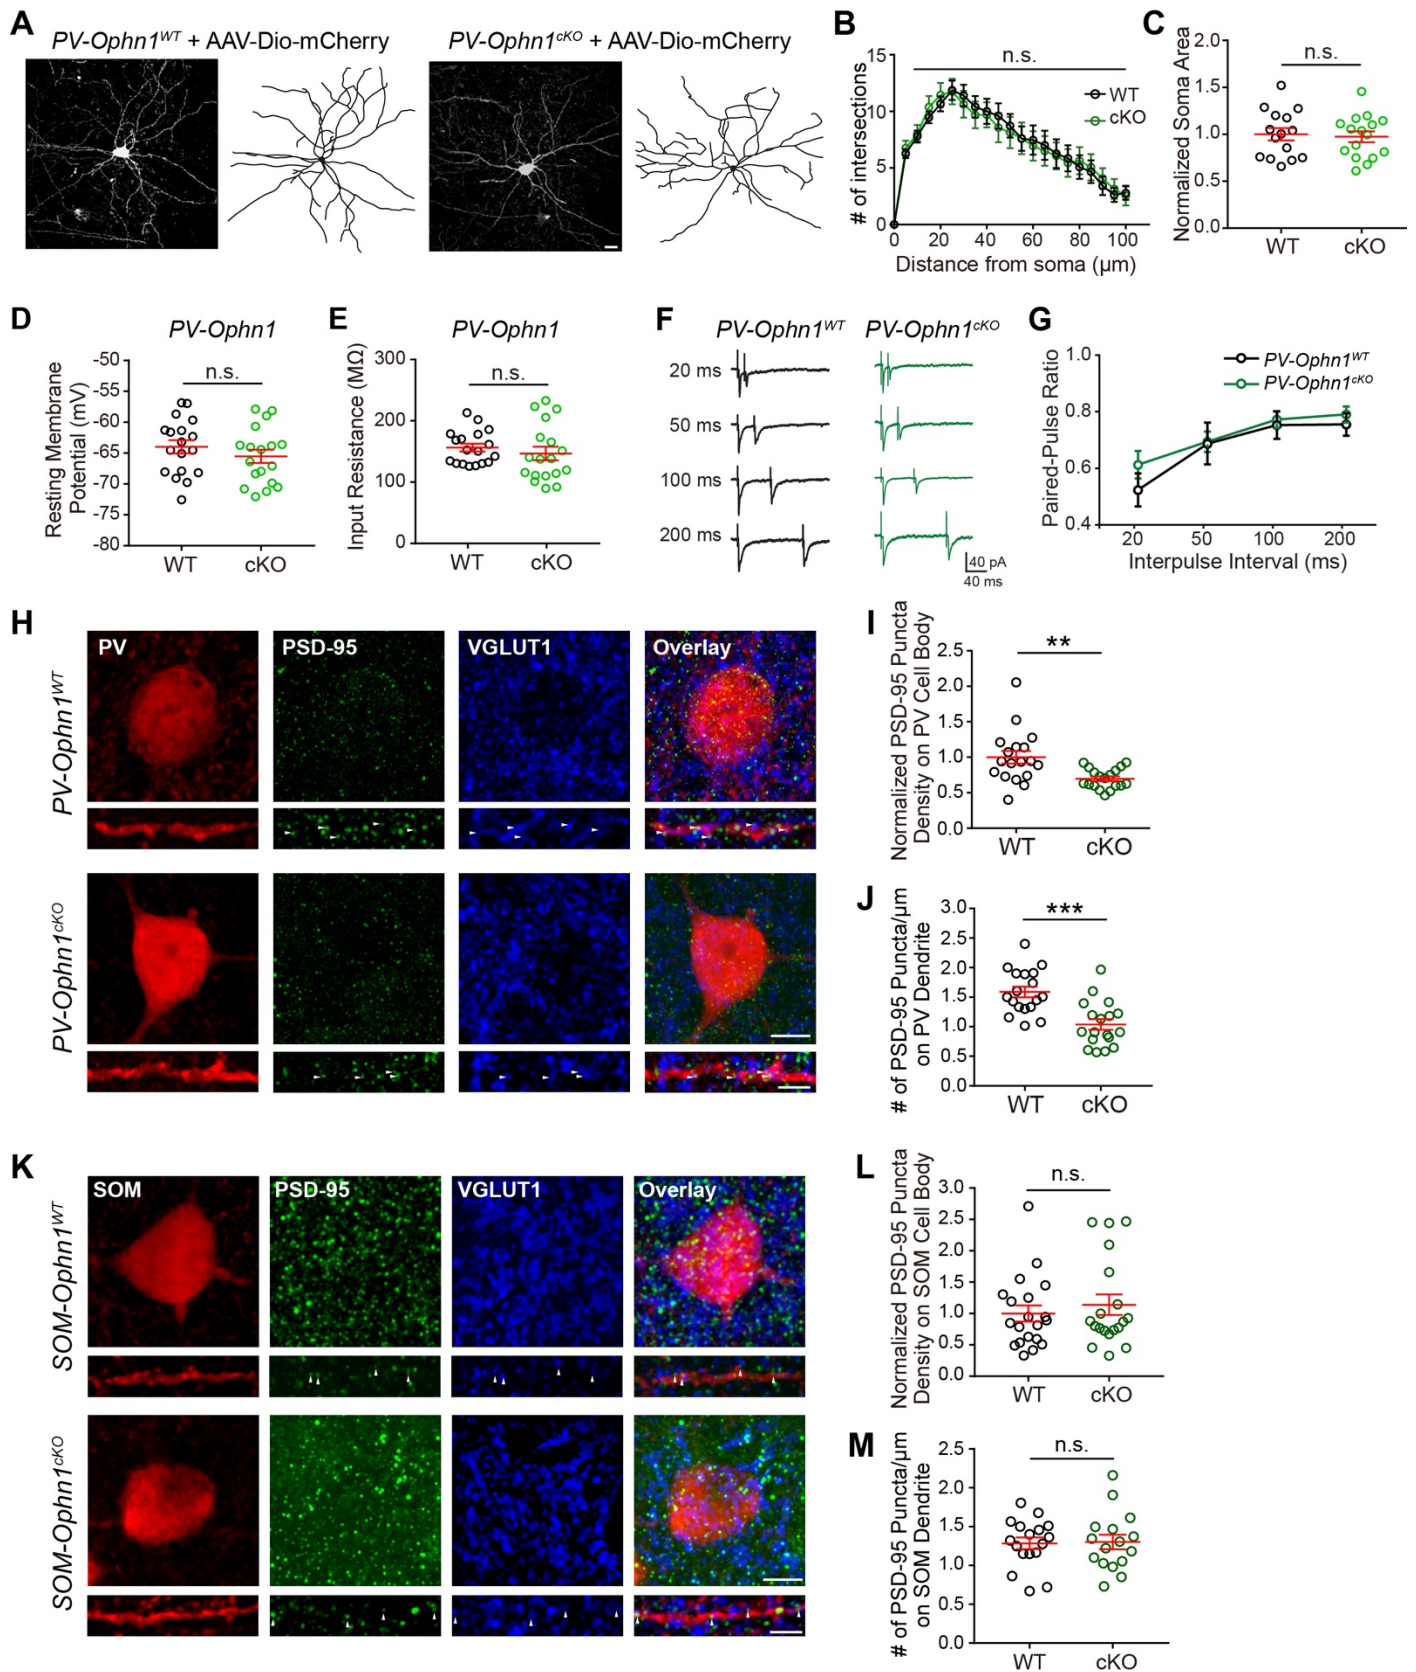 A
PV-Ophn1WT + AAV-Dio-mCherry
PV-Ophn1cKO + AAV-Dio-mCherry
B
# of intersections
15
10
5
0
n.s.
WT
cKO
0 20 40 60 80 100
Distance from soma (µm)
C
Normalized Soma Area
2.0
1.5
1.0
0.5
0.0
n.s.
WT cKO
D
PV-Ophn1
Resting Membrane
Potential (mV)
-50
-55
-60
-65
-70
-75
-80
n.s.
WT cKO
E
PV-Ophn1
Input Resistance (MΩ)
300
200
100
0
n.s.
WT cKO
F
PV-Ophn1WT PV-Ophn1cKO
20 ms
50 ms
100 ms
200 ms
40 pA
40 ms
G
Paired-Pulse Ratio
1.0
0.8
0.6
0.4
PV-Ophn1WT
PV-Ophn1cKO
20 50 100 200
Interpulse Interval (ms)
H
PV-Ophn1WT
PV PSD-95 VGLUT1 Overlay
PV-Ophn1cKO
I
Normalized PSD-95 Puncta
Density on PV Cell Body
2.5
2.0
1.5
1.0
0.5
0.0
**
WT cKO
J
# of PSD-95 Puncta/µm
on PV Dendrite
3.0
2.5
2.0
1.5
1.0
0.5
0.0
***
WT cKO
K
SOM-Ophn1WT
SOM PSD-95 VGLUT1 Overlay
SOM-Ophn1cKO
L
Normalized PSD-95 Puncta
Density on SOM Cell Body
3.0
2.5
2.0
1.5
1.0
0.5
0.0
n.s.
WT cKO
M
# of PSD-95 Puncta/µm
on SOM Dendrite
2.5
2.0
1.5
1.0
0.5
0.0
n.s.
WT cKO